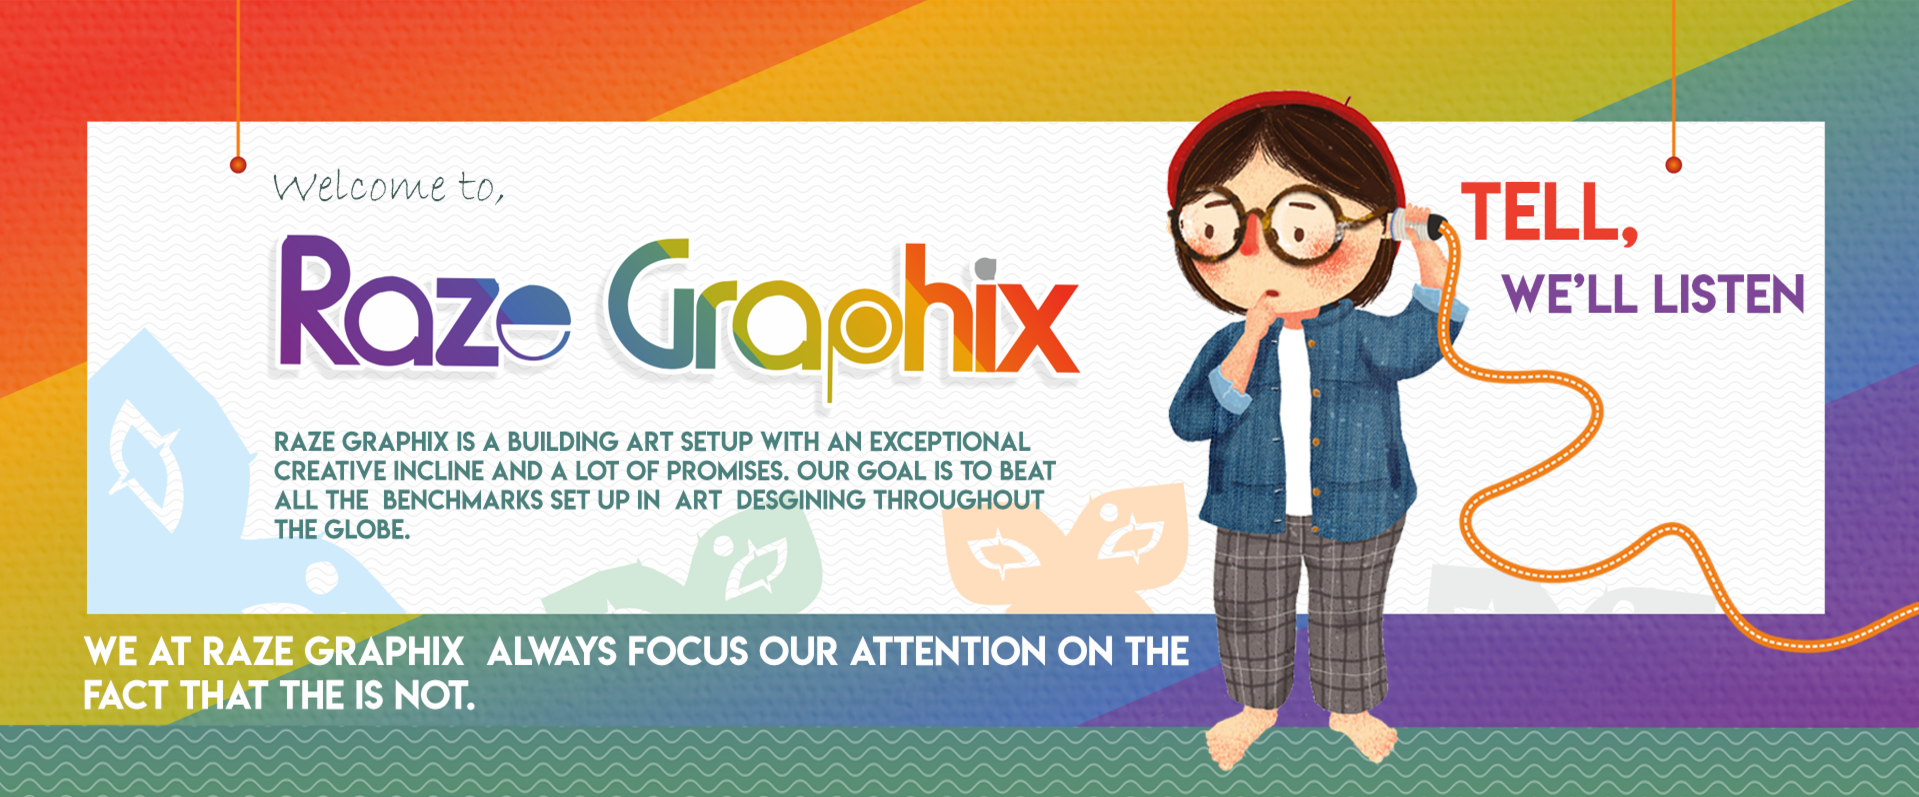 Welcome to,
Raze Graphix
RAZE GRAPHIX IS A BUILDING ART SETUP WITH AN EXCEPTIONAL
CREATIVE INCLINE AND A LOT OF PROMISES. OUR GOAL IS TO BEAT
ALL THE BENCHMARKS SET UP IN ART DESGINING THROUGHOUT
THE GLOBE.
TELL,
WE'LL LISTEN
WE AT RAZE GRAPHIX ALWAYS FOCUS OUR ATTENTION ON THE
FACT THAT THE IS NOT.